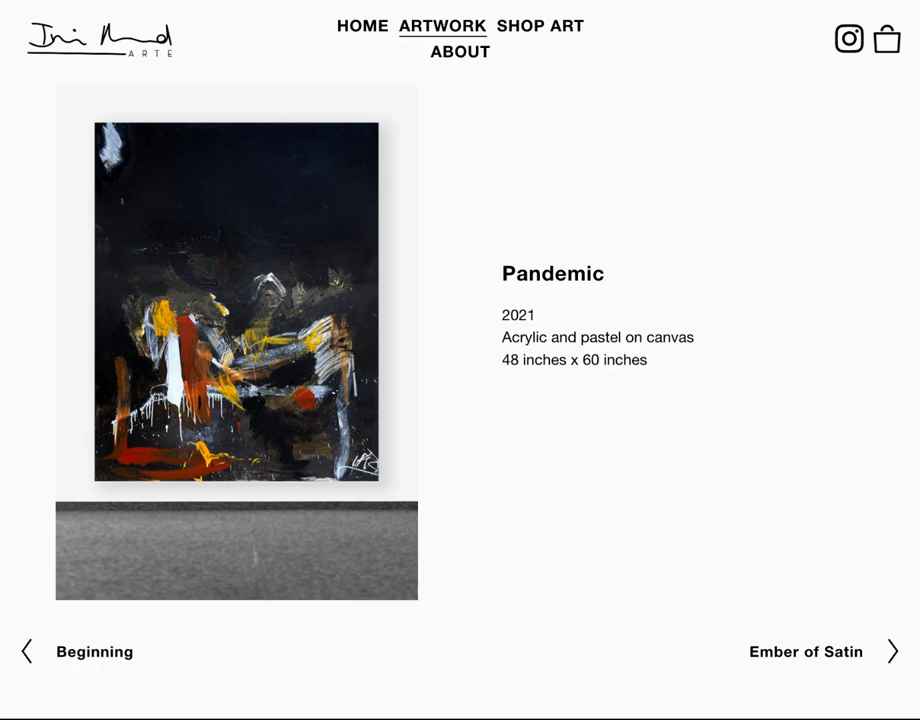 ARTE
HOME ARTWORK SHOP ART
ABOUT
Pandemic
2021
Acrylic and pastel on canvas
48 inches x 60 inches
Beginning
Ember of Satin